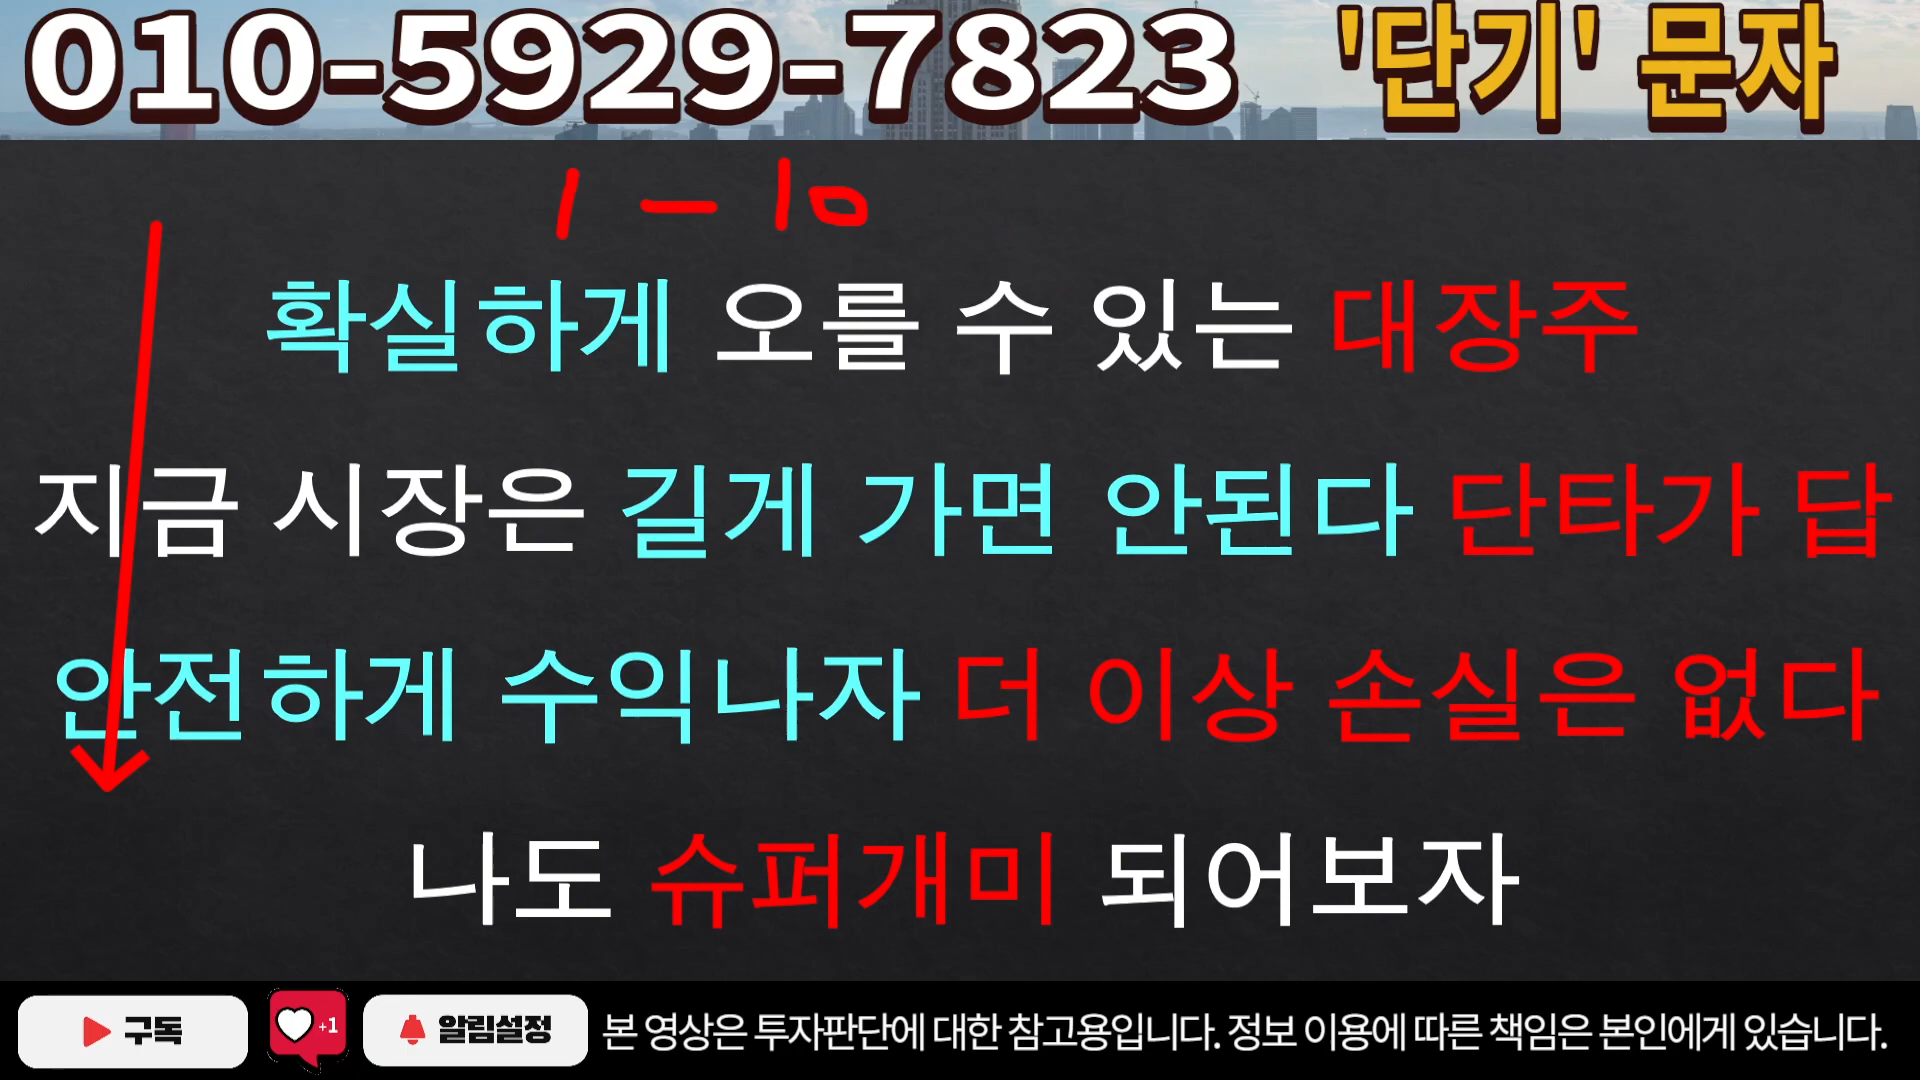 010-5929-7823 '단기' 문자
1 - 10
확실하게 오를 수 있는 대장주
지금 시장은 길게 가면 안된다 단타가 답
안전하게 수익나자 더 이상 손실은 없다
나도 슈퍼개미 되어보자
구독 +1 알림설정 본 영상은 투자판단에 대한 참고용입니다. 정보 이용에 따른 책임은 본인에게 있습니다.